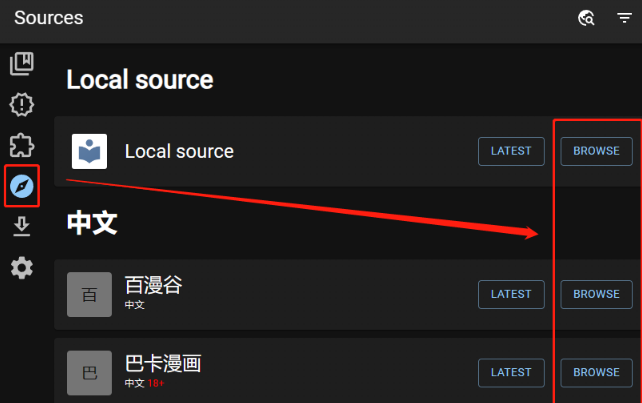 Sources
Local source
Local source
LATEST
BROWSE
中文
百
百漫谷
中文
LATEST
BROWSE
巴
巴卡漫画
中文 18+
LATEST
BROWSE